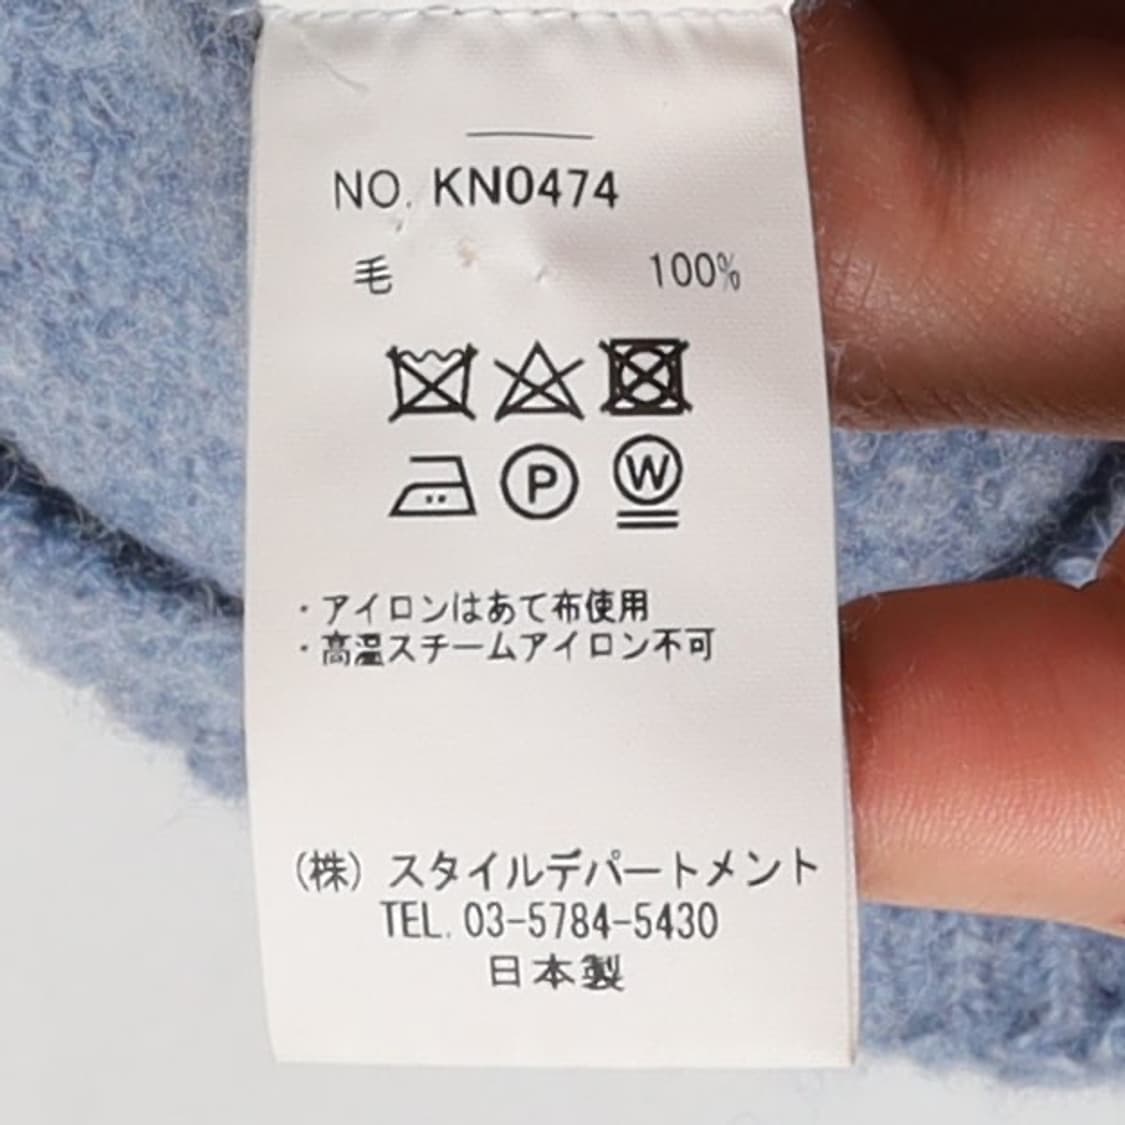 NO. KN0474
毛 100%
P W
・アイロンはあて布使用
・高温スチームアイロン不可
(株) スタイルデパートメント
TEL. 03-5784-5430
日本製